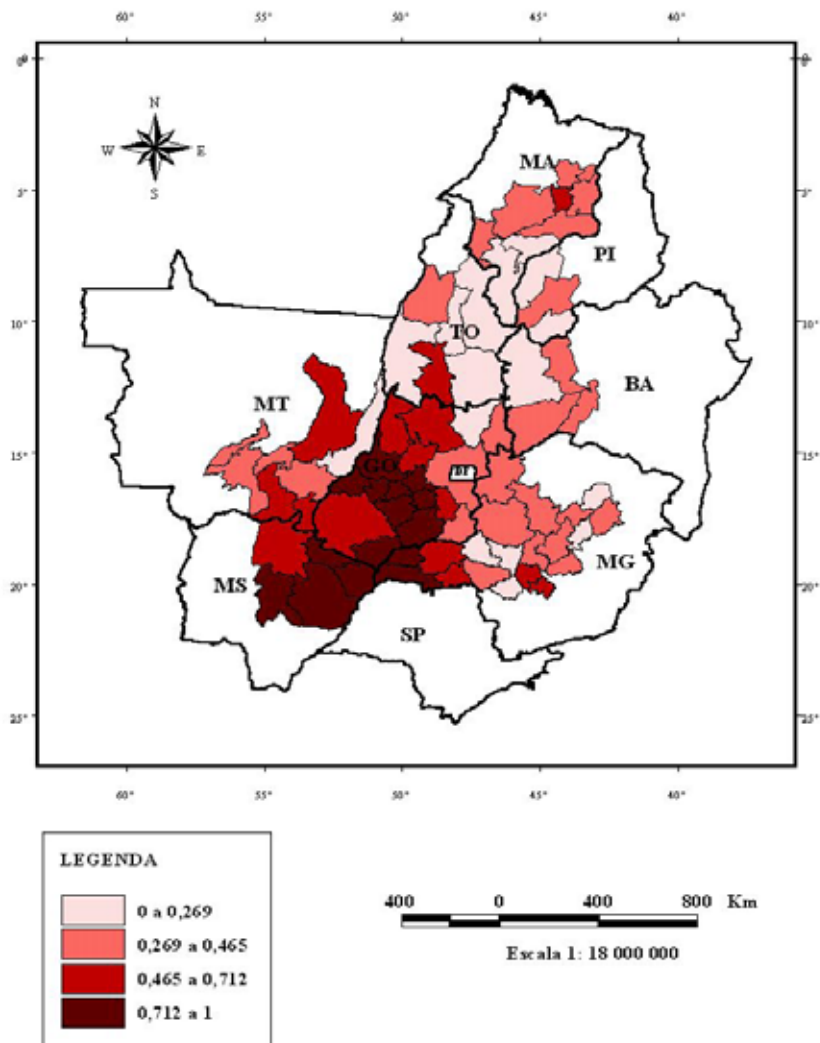 60° 55° 50° 45° 40°
0° 0°
N
W E
S
MA
5° 5°
PI
10° TO 10°
BA
MT
15° GO DF 15°
MG
MS
20° 20°
SP
25° 25°
60° 55° 50° 45° 40°
LEGENDA
0 a 0,269
0,269 a 0,465
0,465 a 0,712
0,712 a 1
400 0 400 800 Km
Escala 1: 18 000 000